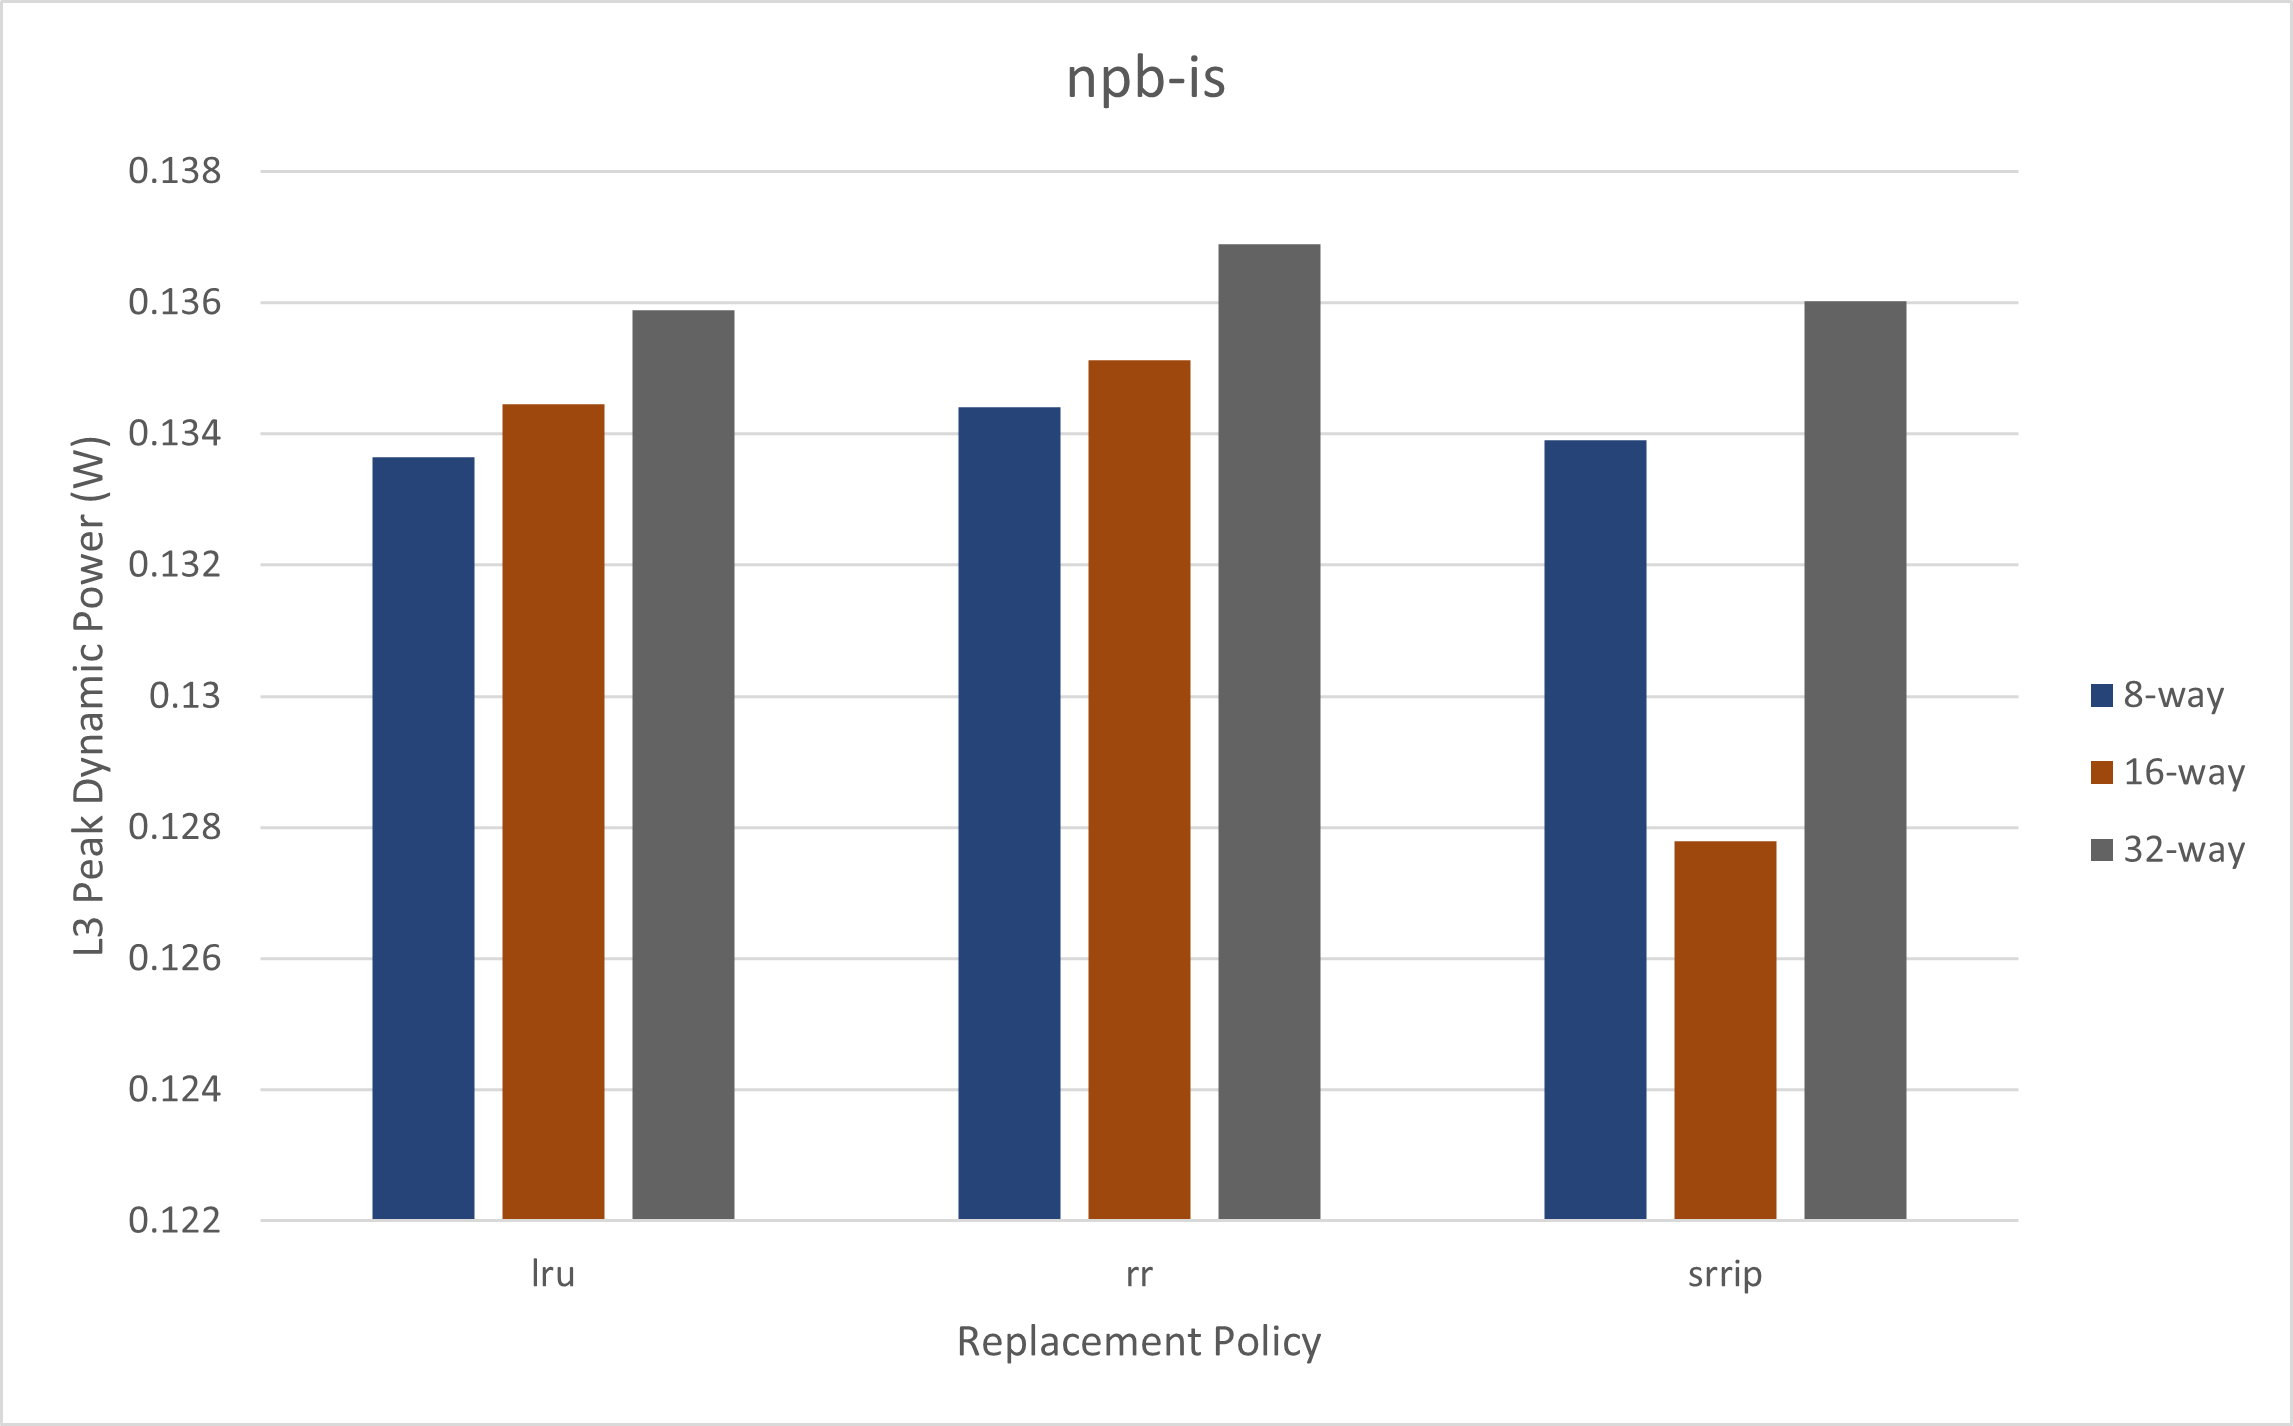 npb-is
0.138
0.136
0.134
0.132
0.13
0.128
0.126
0.124
0.122
L3 Peak Dynamic Power (W)
lru
rr
srrip
Replacement Policy
8-way
16-way
32-way